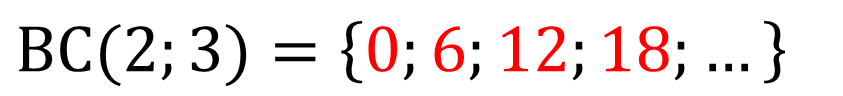 BC(2; 3) = {0; 6; 12; 18; ...}